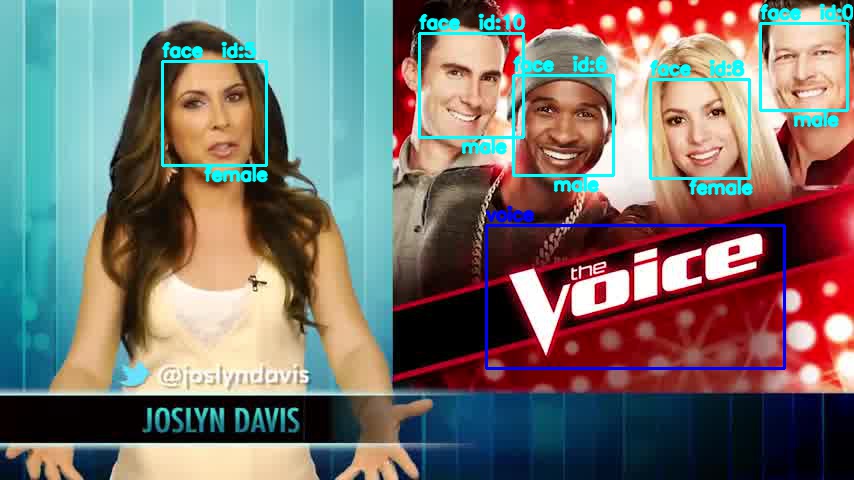 face id:3
female
face id:10
male
face id:6
male
face id:8
female
face id:0
male
voice
the
Voice
@joslyndavis
JOSLYN DAVIS